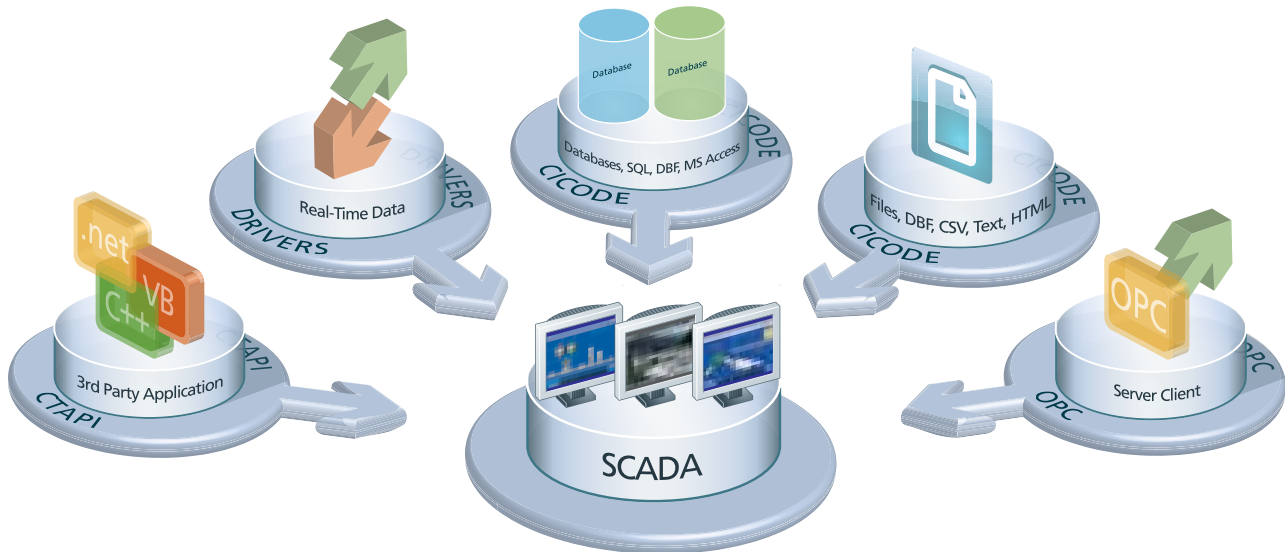 Database
Database
Databases, SQL, DBF, MS Access
CICODE
CICODE
Real-Time Data
DRIVERS
DRIVERS
Files, DBF, CSV, Text, HTML
CICODE
CICODE
.net
VB
C++
3rd Party Application
CTAPI
CTAPI
OPC
Server Client
OPC
OPC
SCADA